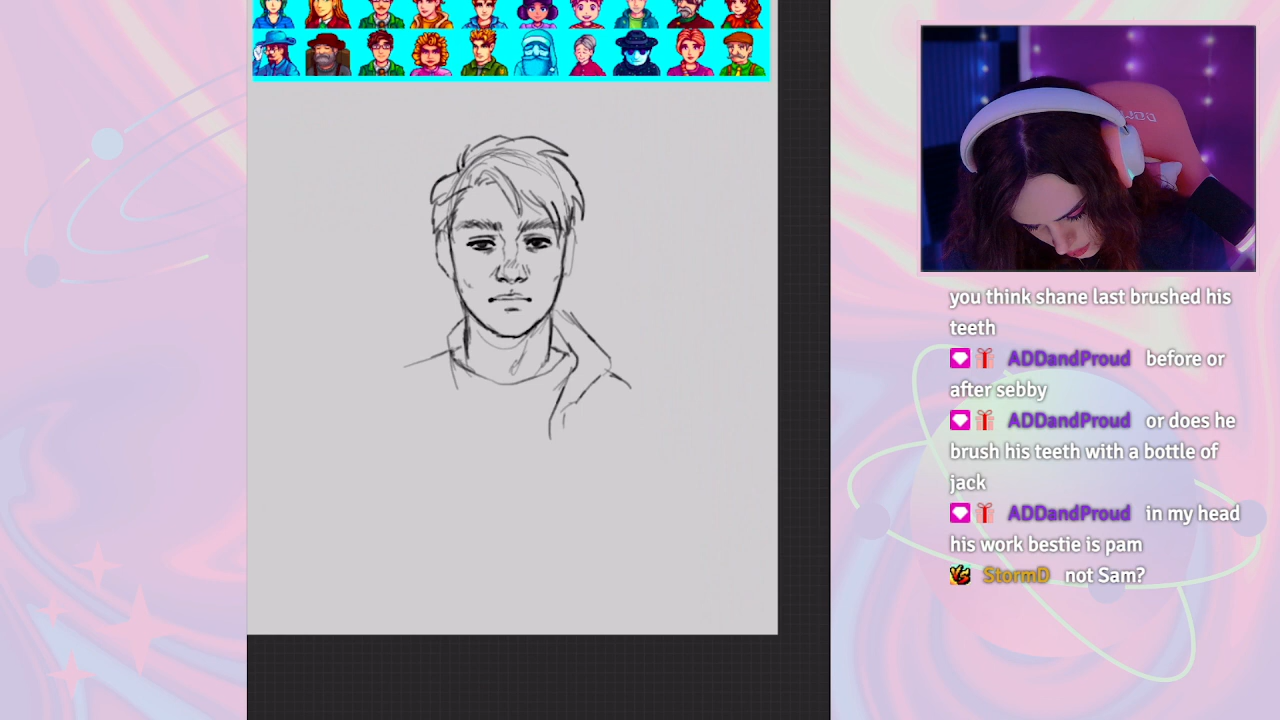 you think shane last brushed his
teeth
ADDandProud before or
after sebby
ADDandProud or does he
brush his teeth with a bottle of
jack
ADDandProud in my head
his work bestie is pam
StormD not Sam?